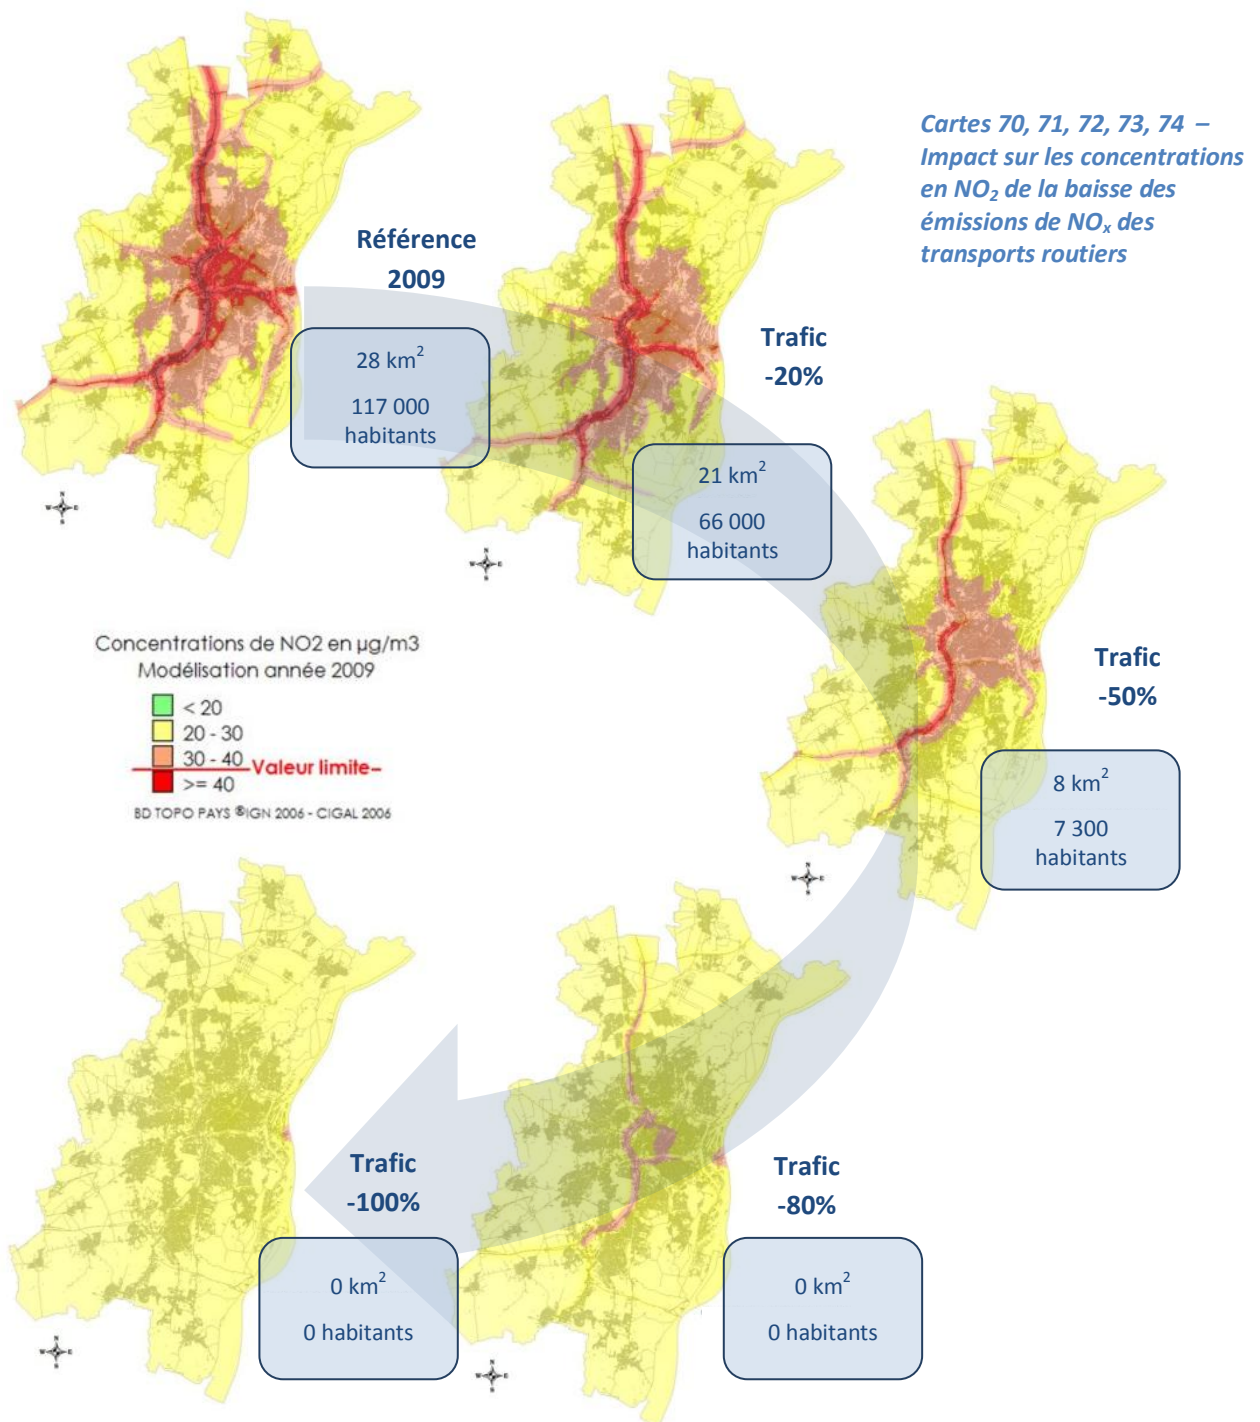 Cartes 70, 71, 72, 73, 74 –
Impact sur les concentrations
en NO₂ de la baisse des
émissions de NOₓ des
transports routiers
Référence
2009
28 km²
117 000
habitants
Trafic
-20%
21 km²
66 000
habitants
Trafic
-50%
8 km²
7 300
habitants
Concentrations de NO2 en µg/m3
Modélisation année 2009
< 20
20 - 30
30 - 40
Valeur limite
>= 40
BD TOPO PAYS ©IGN 2006 - CIGAL 2006
Trafic
-100%
0 km²
0 habitants
Trafic
-80%
0 km²
0 habitants
N
W E
S
N
W E
S
N
W E
S
N
W E
S
N
W E
S